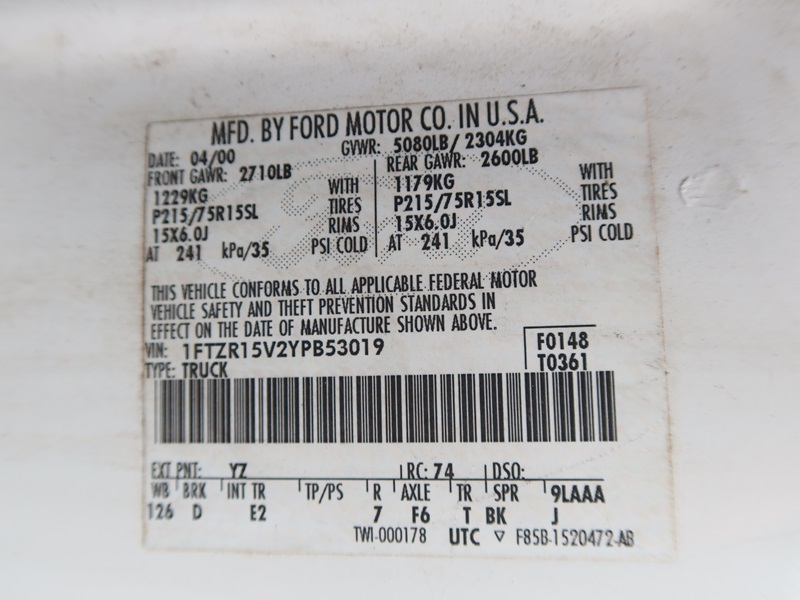 MFD. BY FORD MOTOR CO. IN U.S.A.
DATE: 04/00 GVWR: 5080LB/ 2304KG
FRONT GAWR: 2710LB REAR GAWR: 2600LB
1229KG WITH 1179KG WITH
P215/75R15SL TIRES P215/75R15SL TIRES
15X6.0J RIMS 15X6.0J RIMS
AT 241 kPa/35 PSI COLD AT 241 kPa/35 PSI COLD
THIS VEHICLE CONFORMS TO ALL APPLICABLE FEDERAL MOTOR
VEHICLE SAFETY AND THEFT PREVENTION STANDARDS IN
EFFECT ON THE DATE OF MANUFACTURE SHOWN ABOVE.
VIN: 1FTZR15V2YPB53019 F0148
TYPE: TRUCK T0361
EXT PNT: YZ RC: 74 DSO:
WB BRK INT TR TP/PS R AXLE TR SPR 9LAAA
126 D E2 7 F6 T BK J
TWI-000178 UTC ▽ F85B-1520472-AB